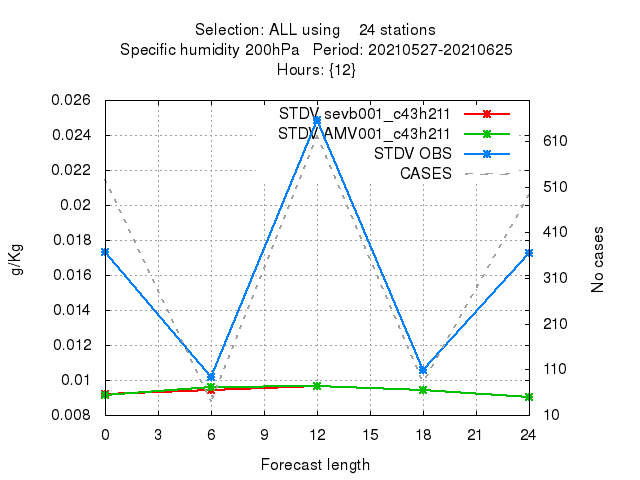 Selection: ALL using    24 stations
Specific humidity 200hPa   Period: 20210527-20210625
Hours: {12}
0.026
0.024
0.022
0.02
0.018
0.016
0.014
0.012
0.01
0.008
g/Kg
STDV sevb001_c43h211
STDV AMV001_c43h211
STDV OBS
CASES
610
510
410
310
210
110
10
No cases
0 3 6 9 12 15 18 21 24
Forecast length